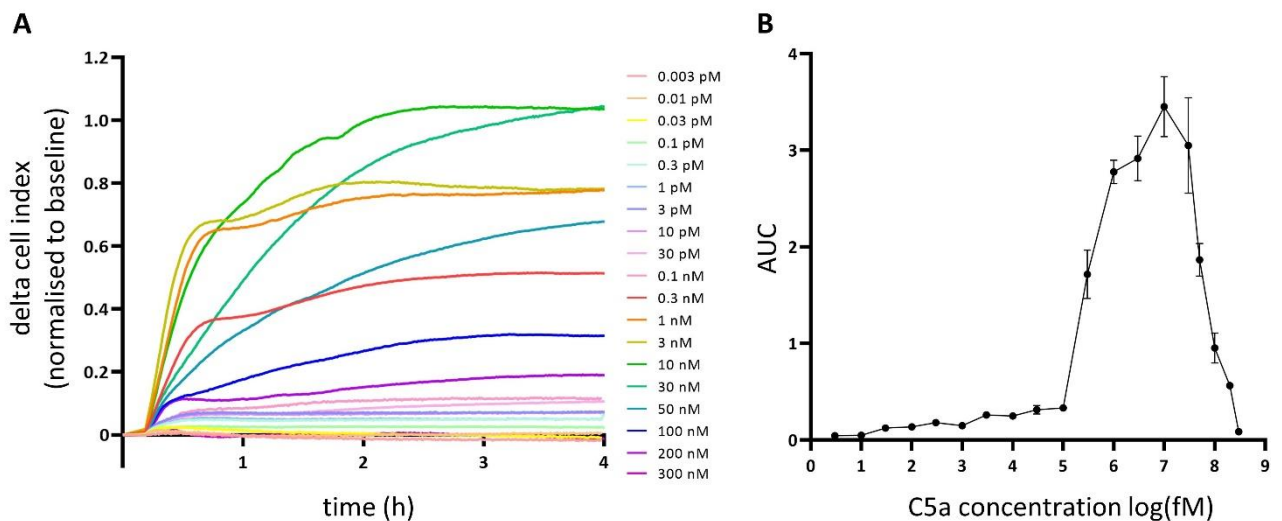 A
delta cell index
(normalised to baseline)
1.2
1.0
0.8
0.6
0.4
0.2
0
1
2
3
4
time (h)
0.003 pM
0.01 pM
0.03 pM
0.1 pM
0.3 pM
1 pM
3 pM
10 pM
30 pM
0.1 nM
0.3 nM
1 nM
3 nM
10 nM
30 nM
50 nM
100 nM
200 nM
300 nM
B
AUC
4
3
2
1
0
0
1
2
3
4
5
6
7
8
9
C5a concentration log(fM)